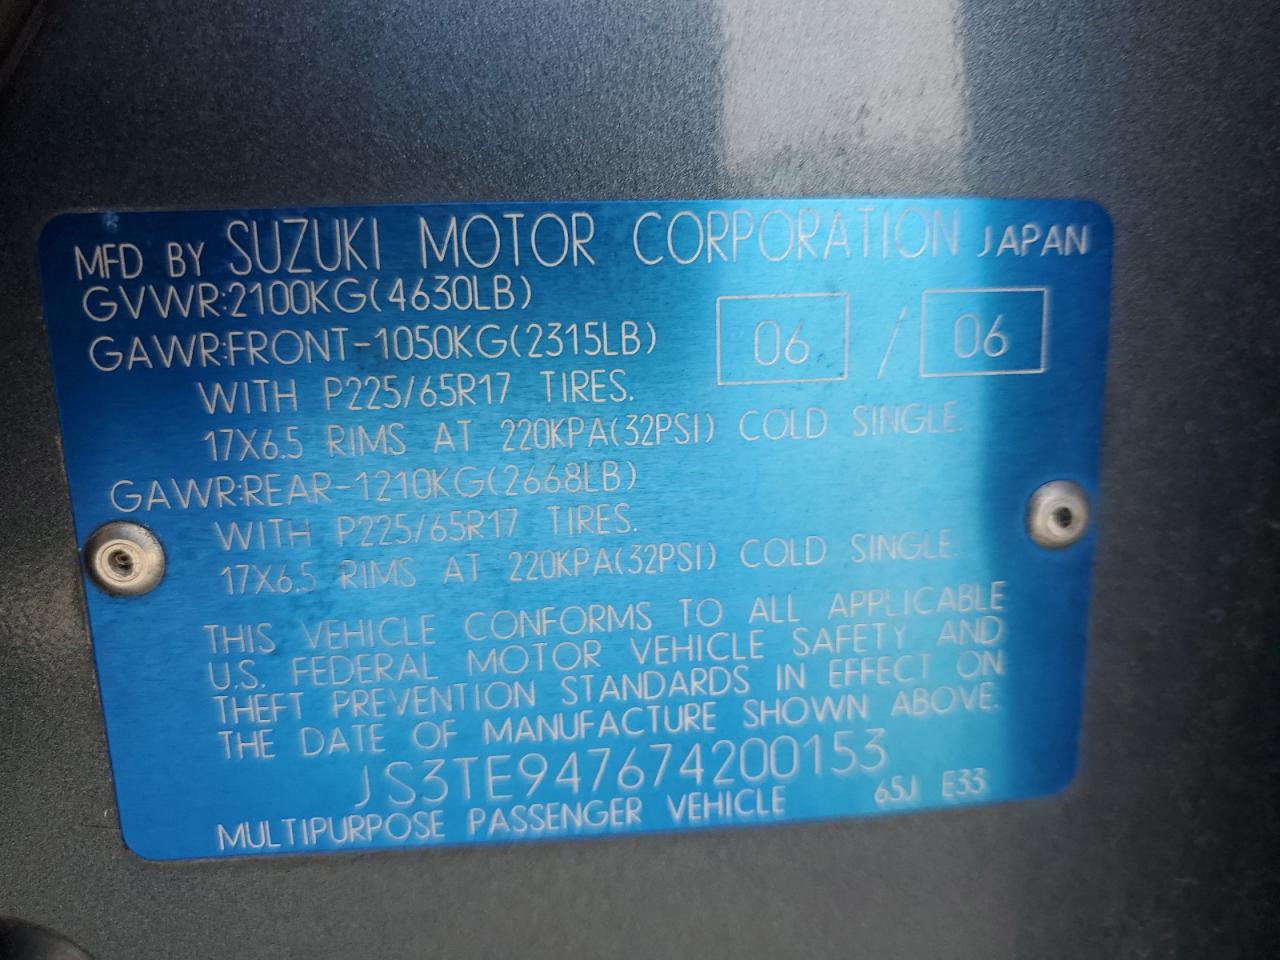 MFD BY SUZUKI MOTOR CORPORATION JAPAN
GVWR:2100KG(4630LB)
GAWR:FRONT-1050KG(2315LB) 06 / 06
WITH P225/65R17 TIRES.
17X6.5 RIMS AT 220KPA(32PSI) COLD SINGLE.
GAWR:REAR-1210KG(2668LB)
WITH P225/65R17 TIRES.
17X6.5 RIMS AT 220KPA(32PSI) COLD SINGLE.
THIS VEHICLE CONFORMS TO ALL APPLICABLE
U.S. FEDERAL MOTOR VEHICLE SAFETY AND
THEFT PREVENTION STANDARDS IN EFFECT ON
THE DATE OF MANUFACTURE SHOWN ABOVE.
JS3TE947674200153
MULTIPURPOSE PASSENGER VEHICLE 65J E33